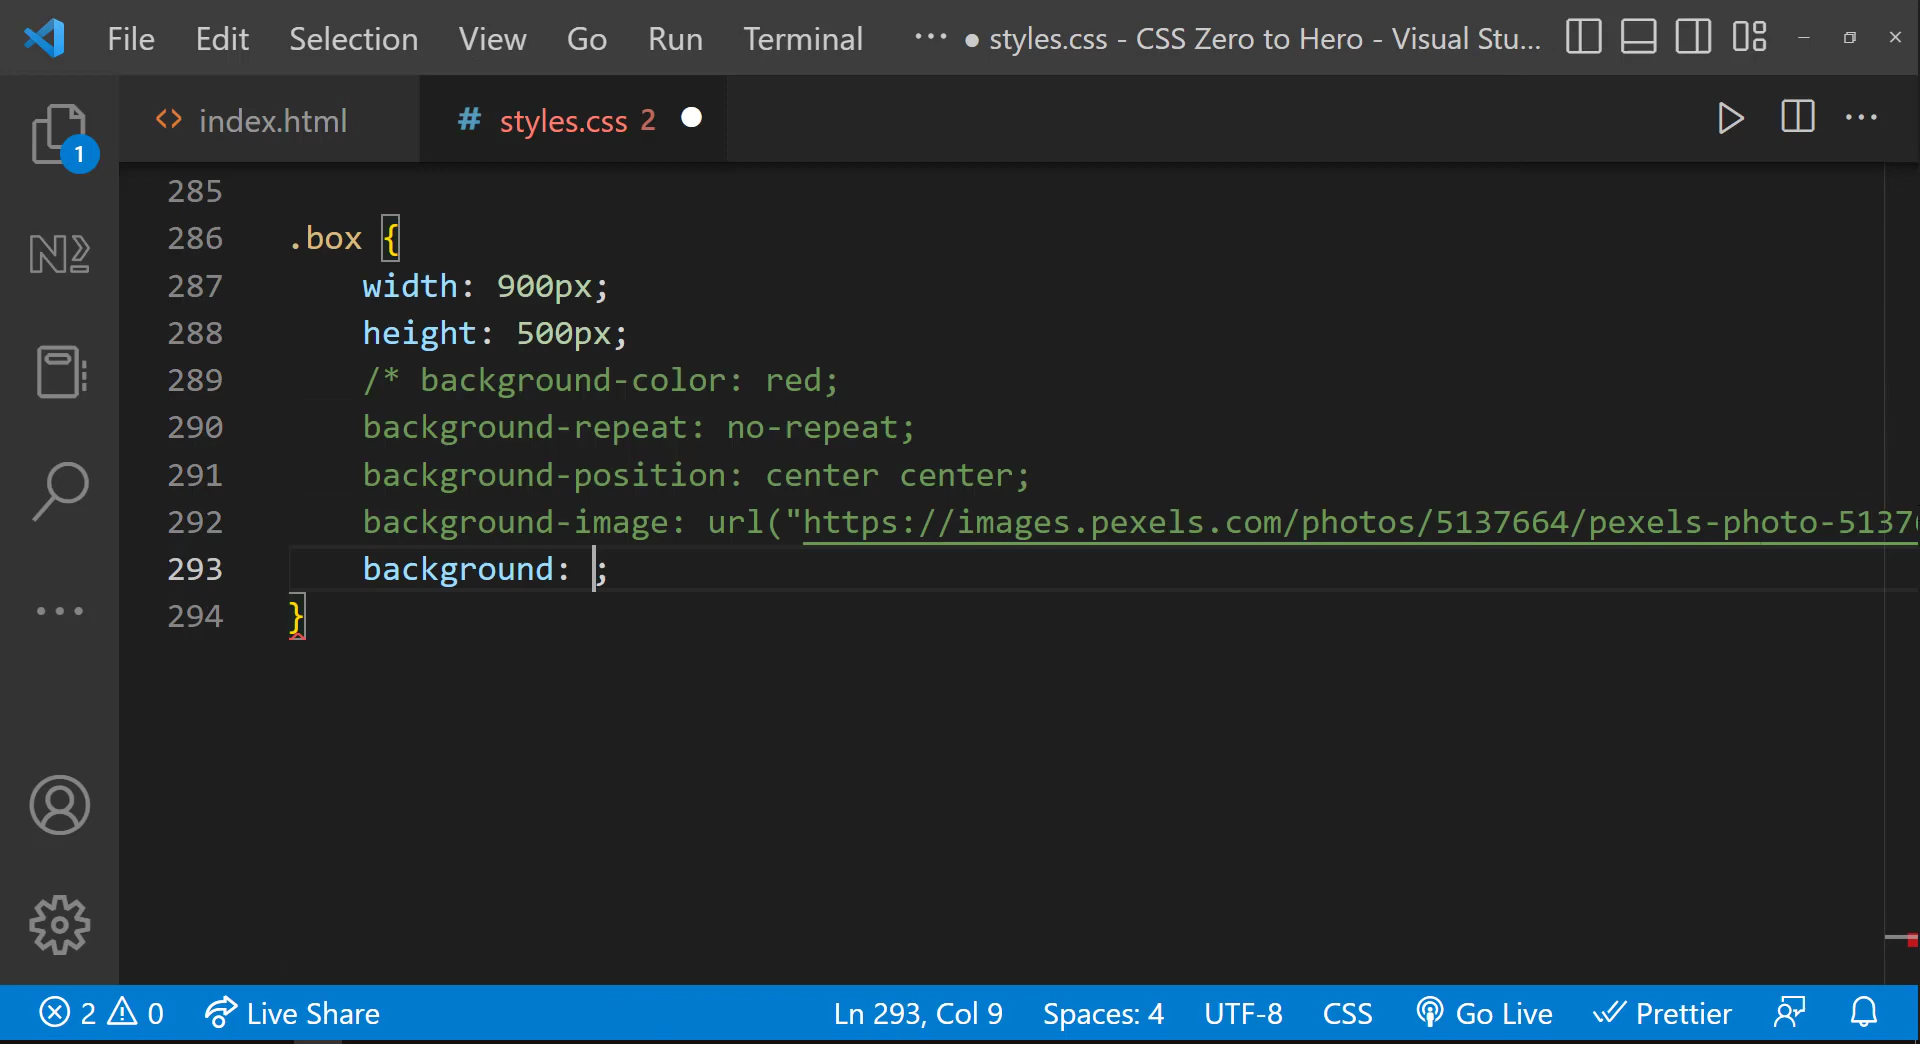 File Edit Selection View Go Run Terminal ··· ● styles.css - CSS Zero to Hero - Visual Stu...
index.html # styles.css 2
1
285
286 .box {
287 width: 900px;
288 height: 500px;
289 /* background-color: red;
290 background-repeat: no-repeat;
291 background-position: center center;
292 background-image: url("https://images.pexels.com/photos/5137664/pexels-photo-5137
293 background: ;
294 }
2 0 Live Share Ln 293, Col 9 Spaces: 4 UTF-8 CSS Go Live Prettier